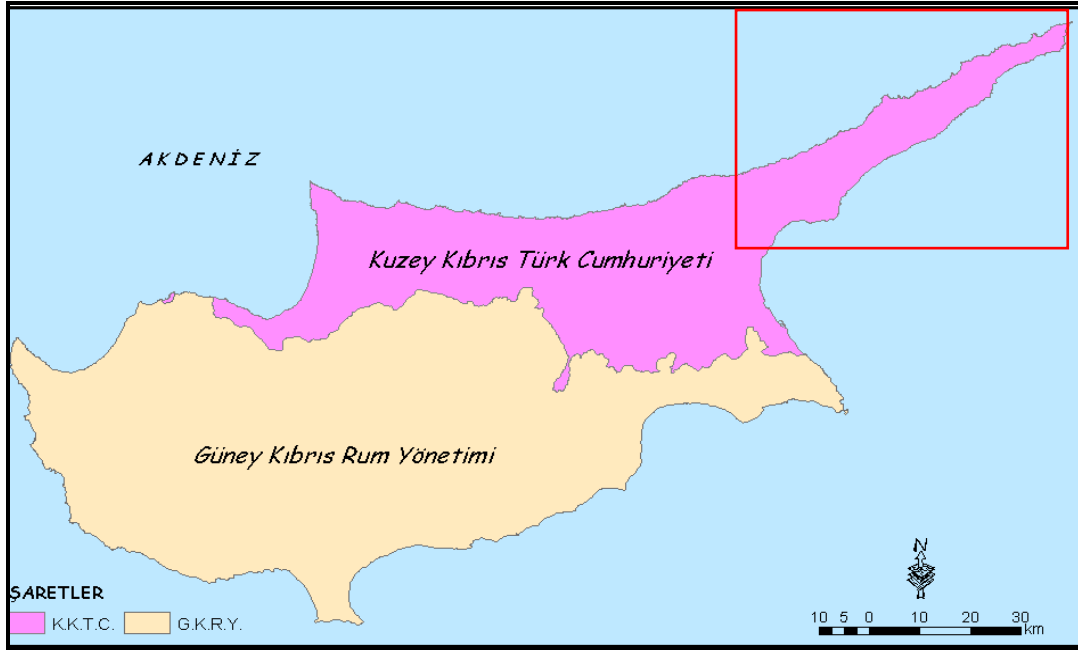 AKDENİZ
Kuzey Kıbrıs Türk Cumhuriyeti
Güney Kıbrıs Rum Yönetimi
N
ŞARETLER
K.K.T.C. G.K.R.Y.
10 5 0 10 20 30
km